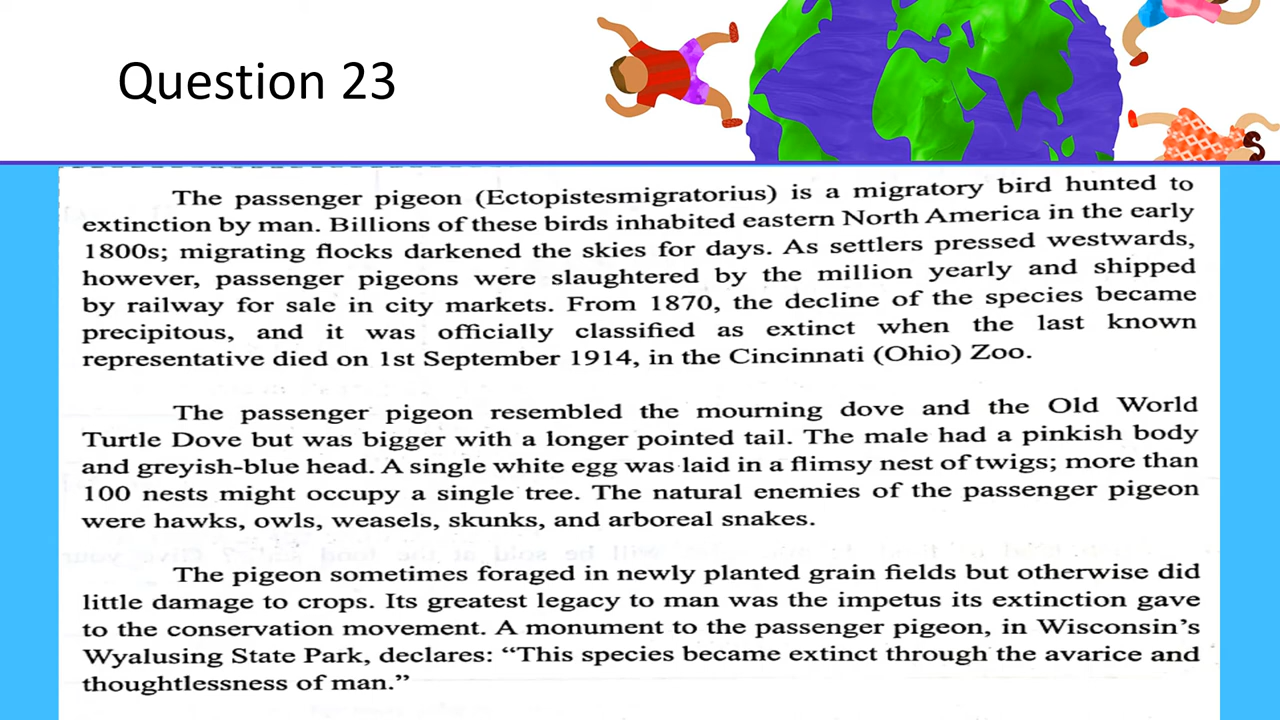 Question 23
The passenger pigeon (Ectopistesmigratorius) is a migratory bird hunted to
extinction by man. Billions of these birds inhabited eastern North America in the early
1800s; migrating flocks darkened the skies for days. As settlers pressed westwards,
however, passenger pigeons were slaughtered by the million yearly and shipped
by railway for sale in city markets. From 1870, the decline of the species became
precipitous, and it was officially classified as extinct when the last known
representative died on 1st September 1914, in the Cincinnati (Ohio) Zoo.
The passenger pigeon resembled the mourning dove and the Old World
Turtle Dove but was bigger with a longer pointed tail. The male had a pinkish body
and greyish-blue head. A single white egg was laid in a flimsy nest of twigs; more than
100 nests might occupy a single tree. The natural enemies of the passenger pigeon
were hawks, owls, weasels, skunks, and arboreal snakes.
The pigeon sometimes foraged in newly planted grain fields but otherwise did
little damage to crops. Its greatest legacy to man was the impetus its extinction gave
to the conservation movement. A monument to the passenger pigeon, in Wisconsin's
Wyalusing State Park, declares: "This species became extinct through the avarice and
thoughtlessness of man."